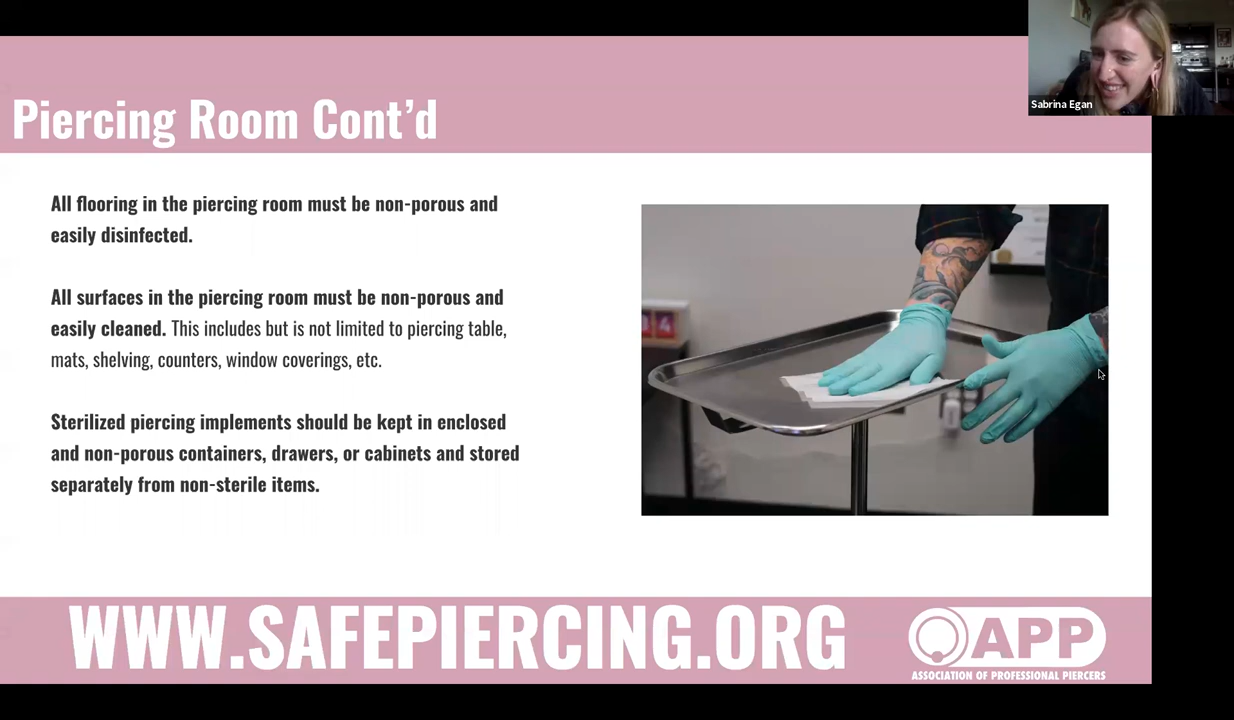 Sabrina Egan
Piercing Room Cont'd
All flooring in the piercing room must be non-porous and
easily disinfected.
All surfaces in the piercing room must be non-porous and
easily cleaned. This includes but is not limited to piercing table,
mats, shelving, counters, window coverings, etc.
Sterilized piercing implements should be kept in enclosed
and non-porous containers, drawers, or cabinets and stored
separately from non-sterile items.
WWW.SAFEPIERCING.ORG
APP
ASSOCIATION OF PROFESSIONAL PIERCERS